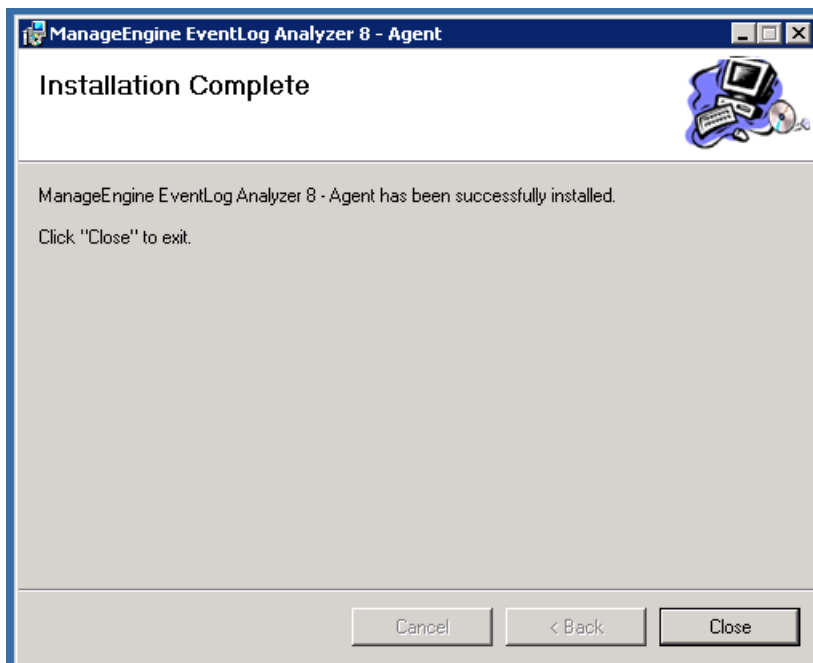 ManageEngine EventLog Analyzer 8 - Agent
Installation Complete
ManageEngine EventLog Analyzer 8 - Agent has been successfully installed.
Click "Close" to exit.
Cancel
< Back
Close